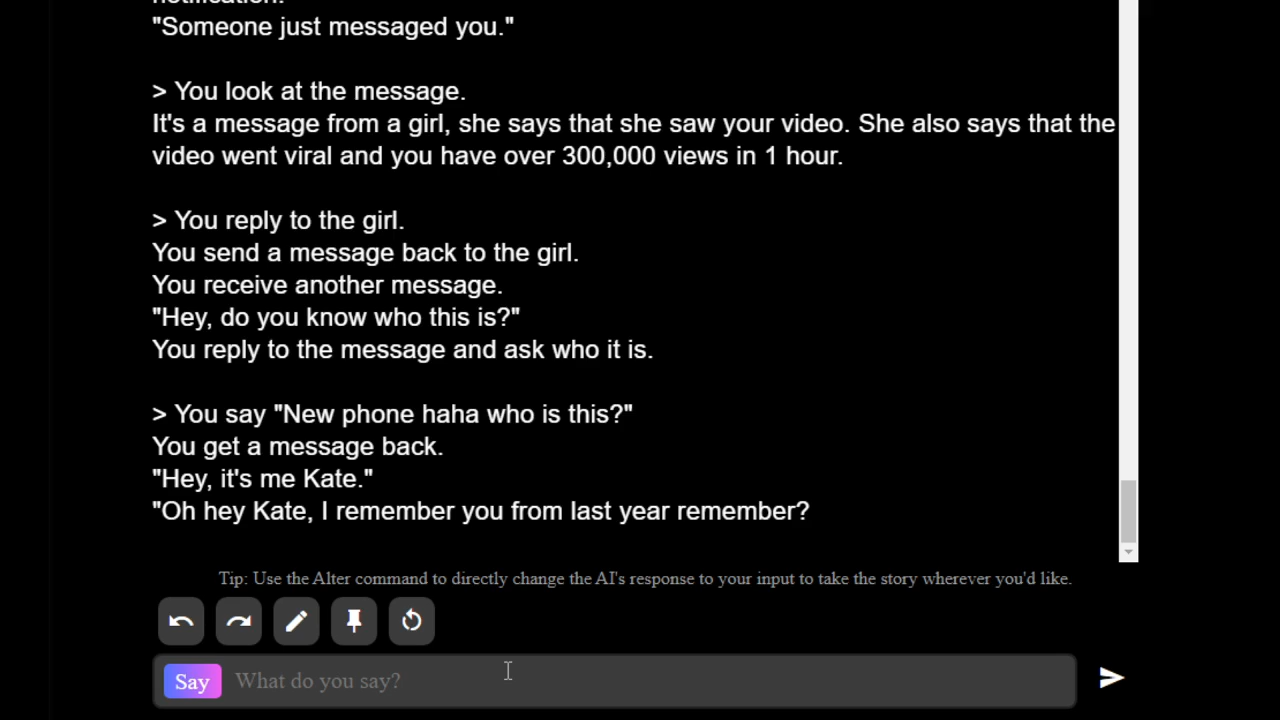 "Someone just messaged you."
> You look at the message.
It's a message from a girl, she says that she saw your video. She also says that the
video went viral and you have over 300,000 views in 1 hour.
> You reply to the girl.
You send a message back to the girl.
You receive another message.
"Hey, do you know who this is?"
You reply to the message and ask who it is.
> You say "New phone haha who is this?"
You get a message back.
"Hey, it's me Kate."
"Oh hey Kate, I remember you from last year remember?
Tip: Use the Alter command to directly change the AI's response to your input to take the story wherever you'd like.
Say What do you say?